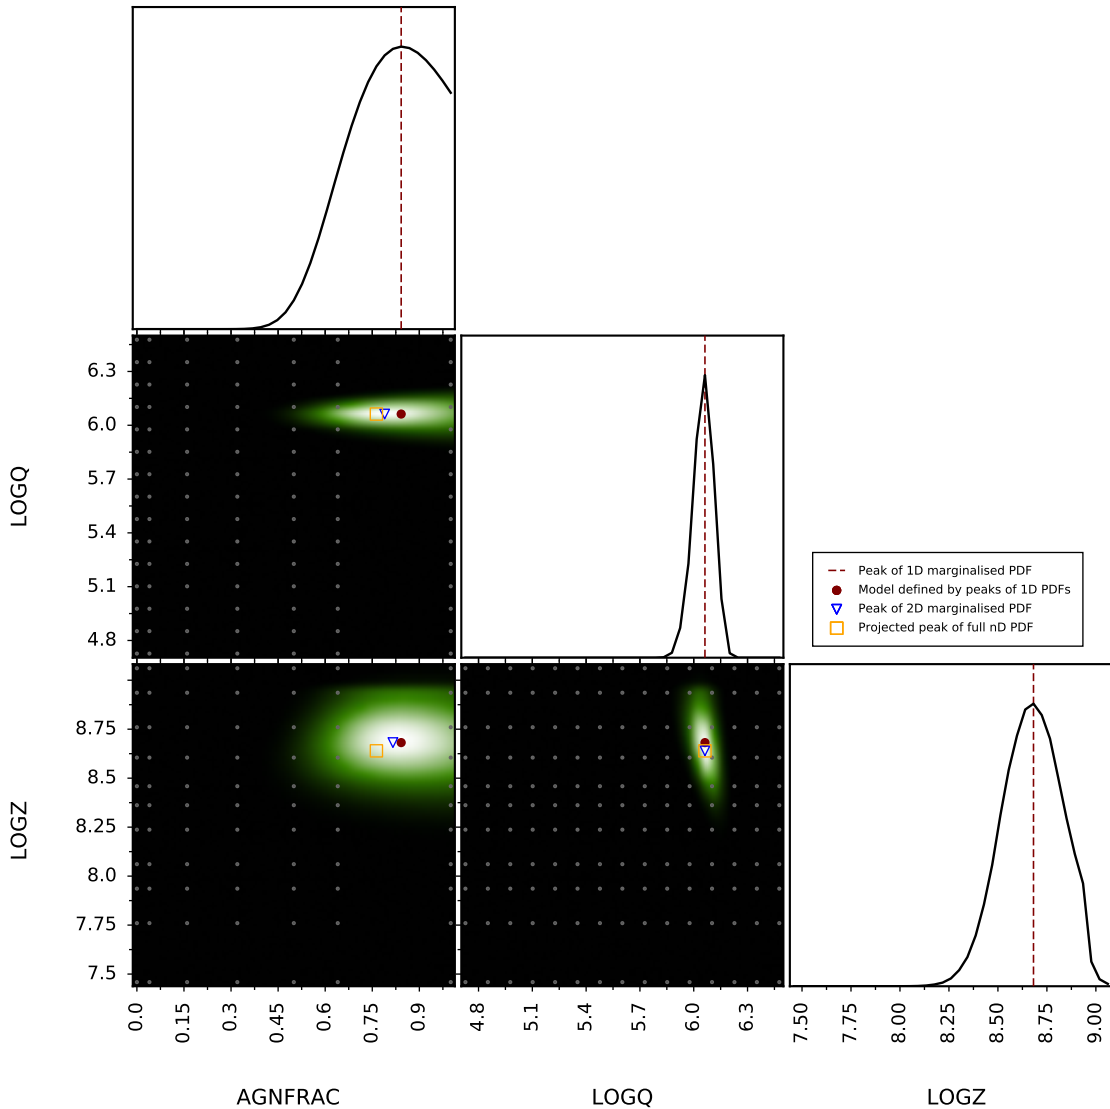 6.3
6.0
5.7
5.4
5.1
4.8
LOGQ
Peak of 1D marginalised PDF
Model defined by peaks of 1D PDFs
Peak of 2D marginalised PDF
Projected peak of full nD PDF
8.75
8.5
8.25
8.0
7.75
7.5
LOGZ
0.0 0.15 0.3 0.45 0.6 0.75 0.9
4.8 5.1 5.4 5.7 6.0 6.3
7.50 7.75 8.00 8.25 8.50 8.75 9.00
AGNFRAC LOGQ LOGZ